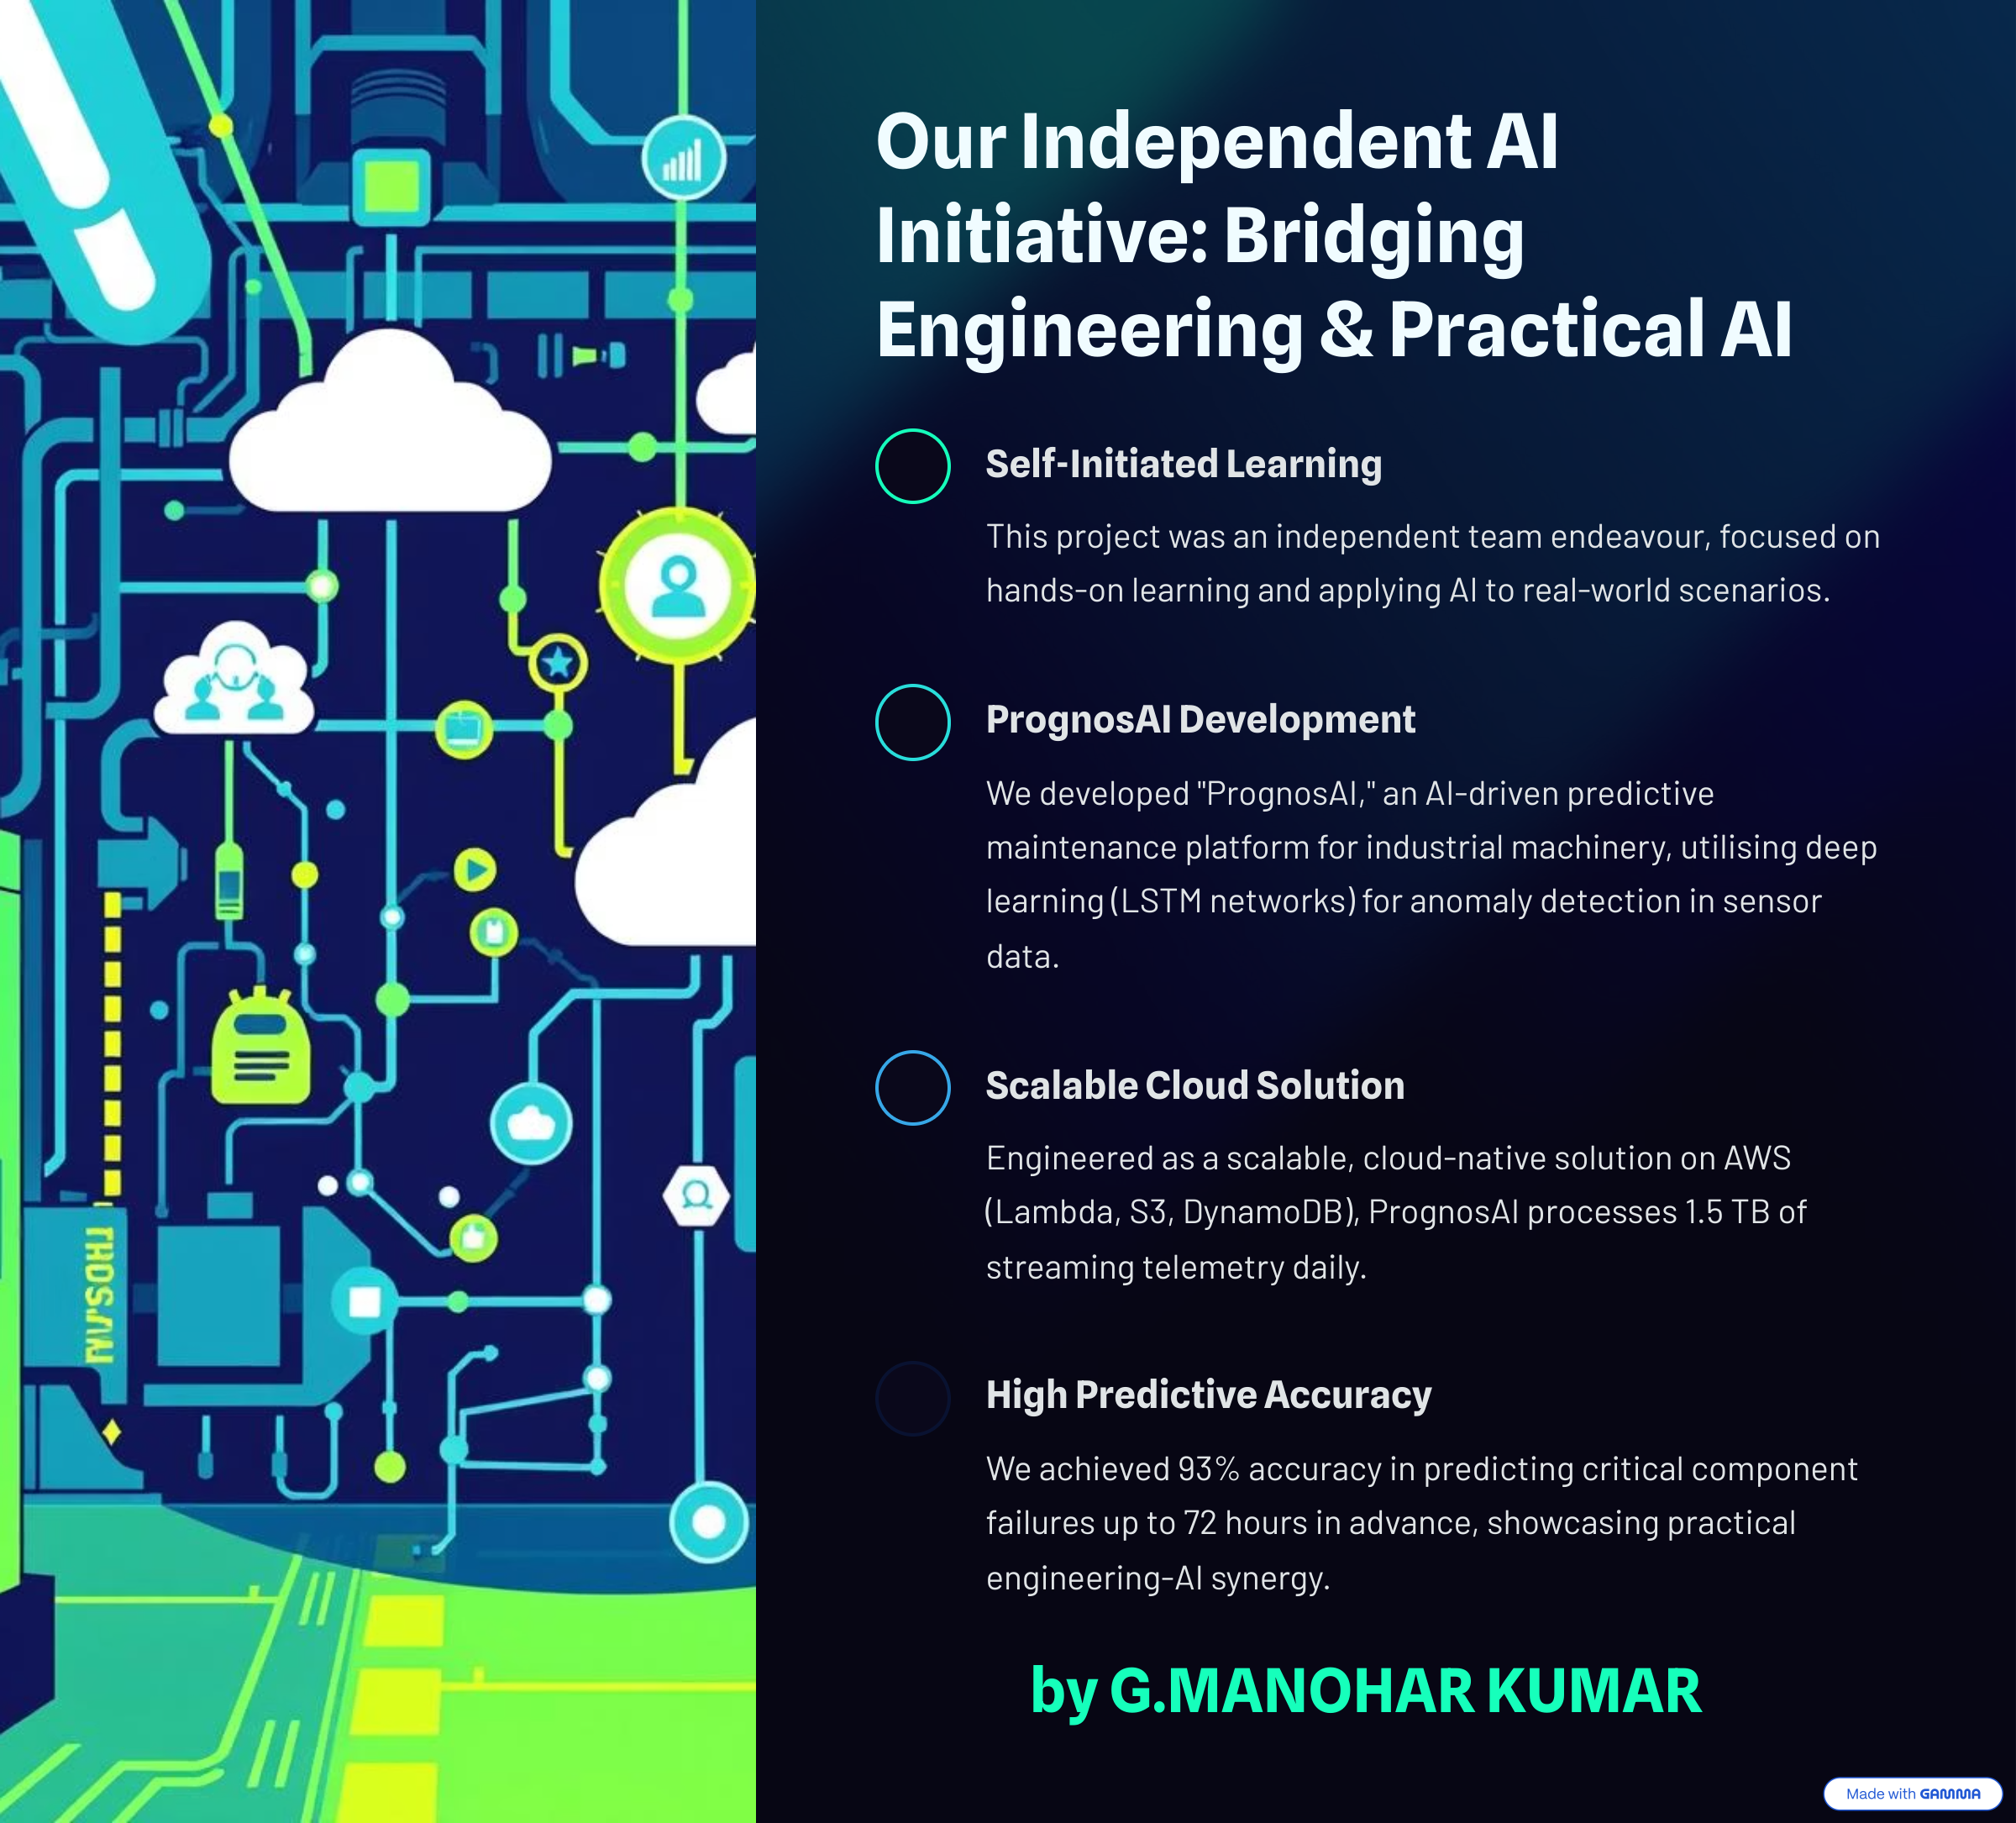 Our Independent AI
Initiative: Bridging
Engineering & Practical AI
Self-Initiated Learning
This project was an independent team endeavour, focused on
hands-on learning and applying AI to real-world scenarios.
PrognosAI Development
We developed "PrognosAI," an AI-driven predictive
maintenance platform for industrial machinery, utilising deep
learning (LSTM networks) for anomaly detection in sensor
data.
Scalable Cloud Solution
Engineered as a scalable, cloud-native solution on AWS
(Lambda, S3, DynamoDB), PrognosAI processes 1.5 TB of
streaming telemetry daily.
High Predictive Accuracy
We achieved 93% accuracy in predicting critical component
failures up to 72 hours in advance, showcasing practical
engineering-AI synergy.
by G.MANOHAR KUMAR
Made with GAMMA